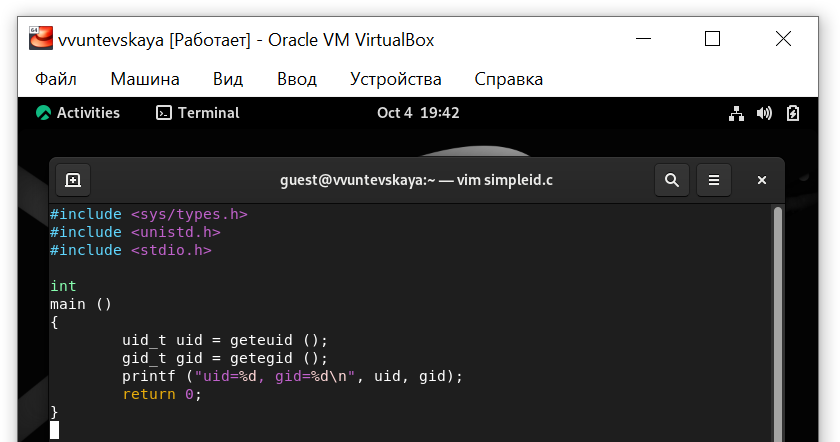 64
vvuntevskaya [Работает] - Oracle VM VirtualBox
Файл Машина Вид Ввод Устройства Справка
Activities Terminal Oct 4 19:42
guest@vvuntevskaya:~ — vim simpleid.c
#include <sys/types.h>
#include <unistd.h>
#include <stdio.h>
int
main ()
{
        uid_t uid = geteuid ();
        gid_t gid = getegid ();
        printf ("uid=%d, gid=%d\n", uid, gid);
        return 0;
}